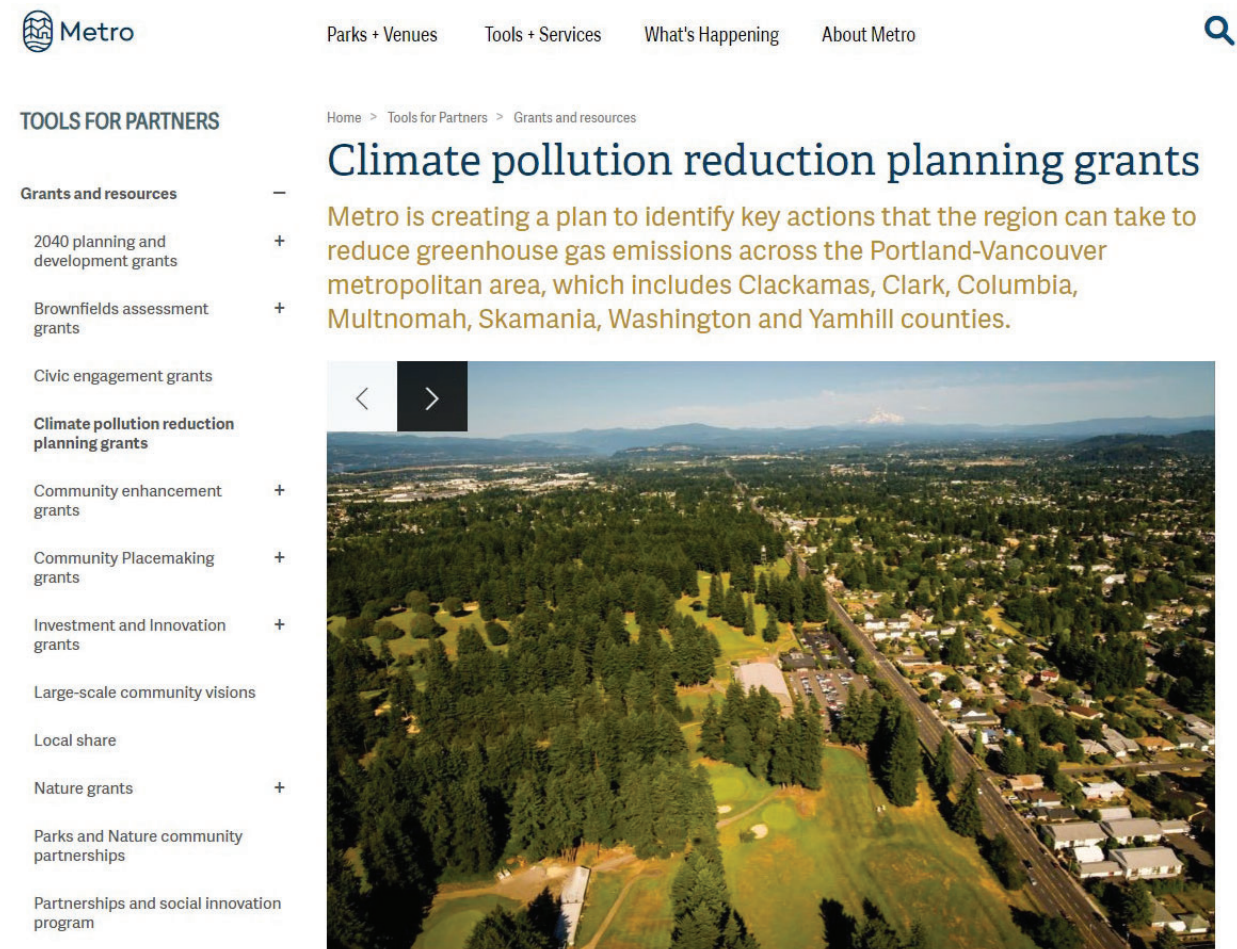 Metro
Parks + Venues
Tools + Services
What's Happening
About Metro
TOOLS FOR PARTNERS
Grants and resources
2040 planning and
development grants
Brownfields assessment
grants
Civic engagement grants
Climate pollution reduction
planning grants
Community enhancement
grants
Community Placemaking
grants
Investment and Innovation
grants
Large-scale community visions
Local share
Nature grants
Parks and Nature community
partnerships
Partnerships and social innovation
program
Home > Tools for Partners > Grants and resources
Climate pollution reduction planning grants
Metro is creating a plan to identify key actions that the region can take to
reduce greenhouse gas emissions across the Portland-Vancouver
metropolitan area, which includes Clackamas, Clark, Columbia,
Multnomah, Skamania, Washington and Yamhill counties.